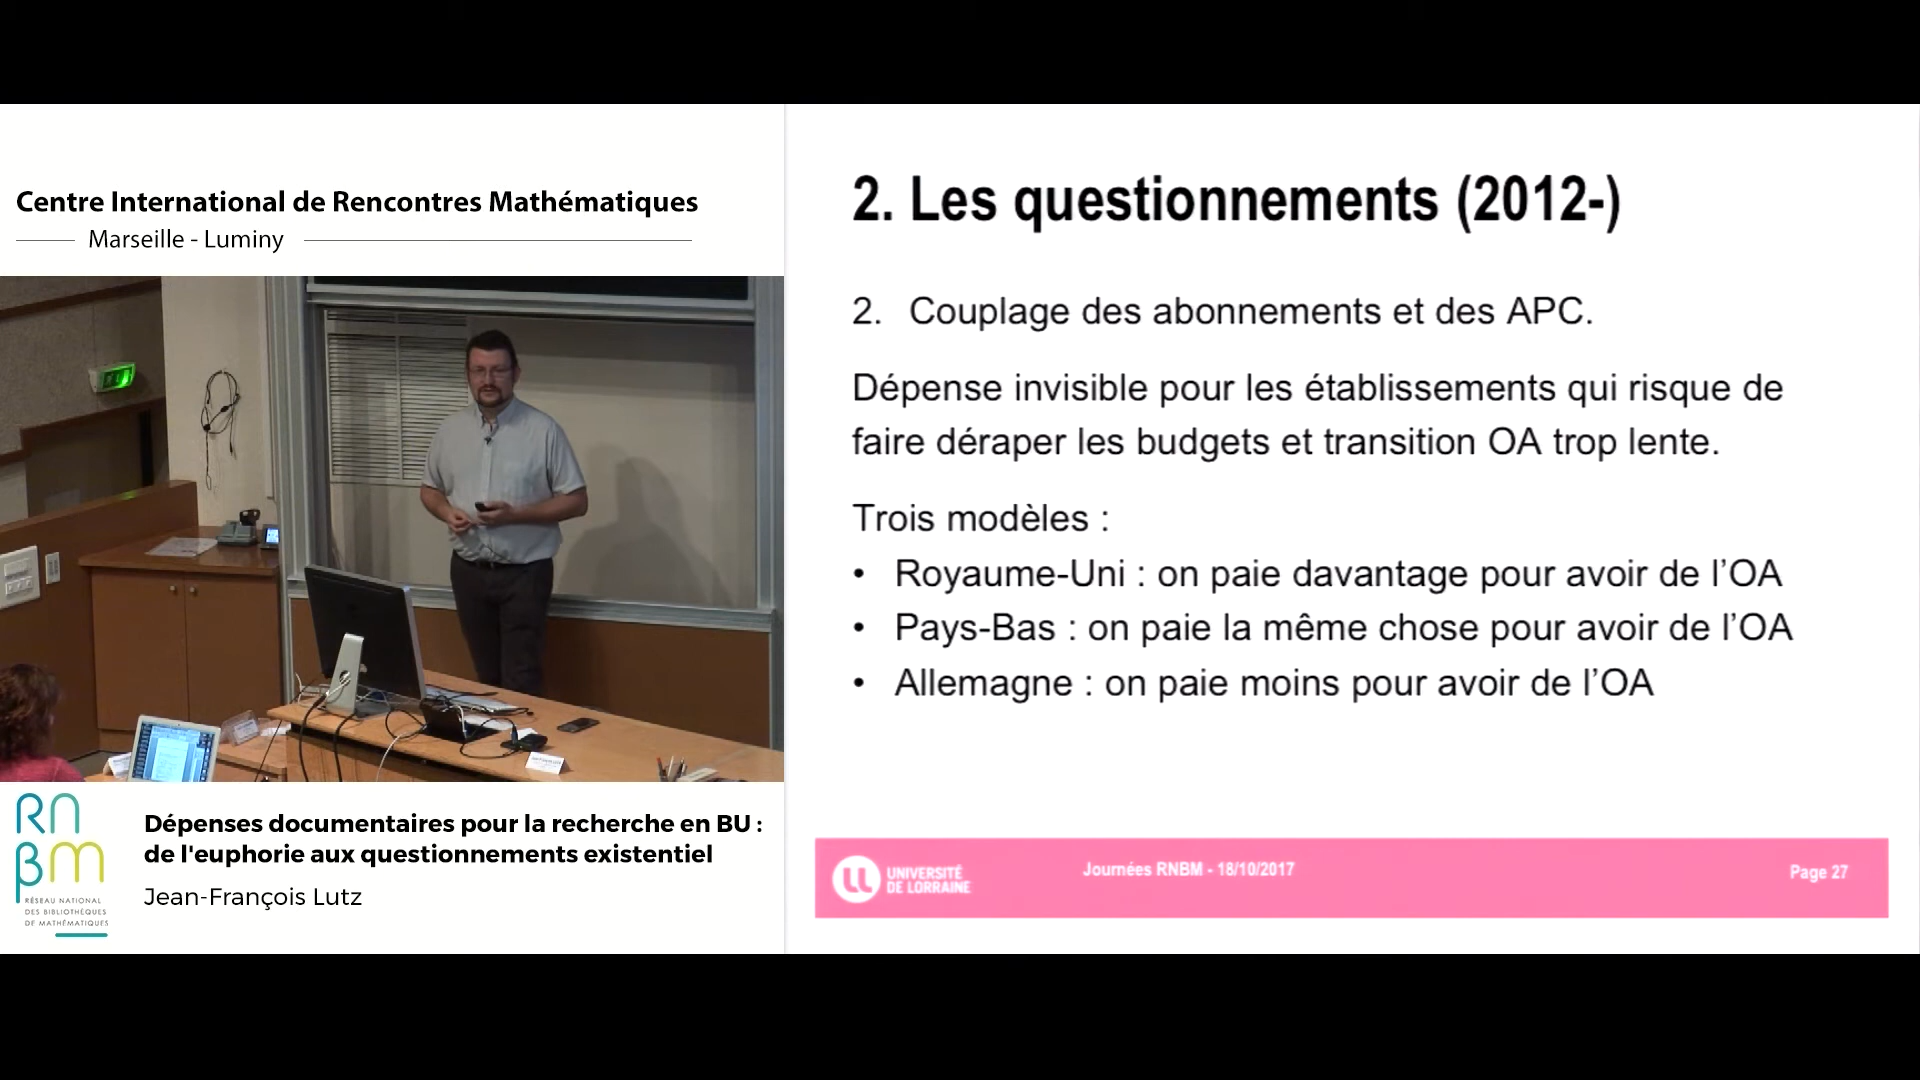 Centre International de Rencontres Mathématiques
Marseille - Luminy
RNBM
RÉSEAU NATIONAL
DES BIBLIOTHÈQUES
DE MATHÉMATIQUES
Dépenses documentaires pour la recherche en BU :
de l'euphorie aux questionnements existentiel
Jean-François Lutz
2. Les questionnements (2012-)
2. Couplage des abonnements et des APC.
Dépense invisible pour les établissements qui risque de
faire déraper les budgets et transition OA trop lente.
Trois modèles :
• Royaume-Uni : on paie davantage pour avoir de l’OA
• Pays-Bas : on paie la même chose pour avoir de l’OA
• Allemagne : on paie moins pour avoir de l’OA
UNIVERSITÉ
DE LORRAINE
Journées RNBM - 18/10/2017
Page 27